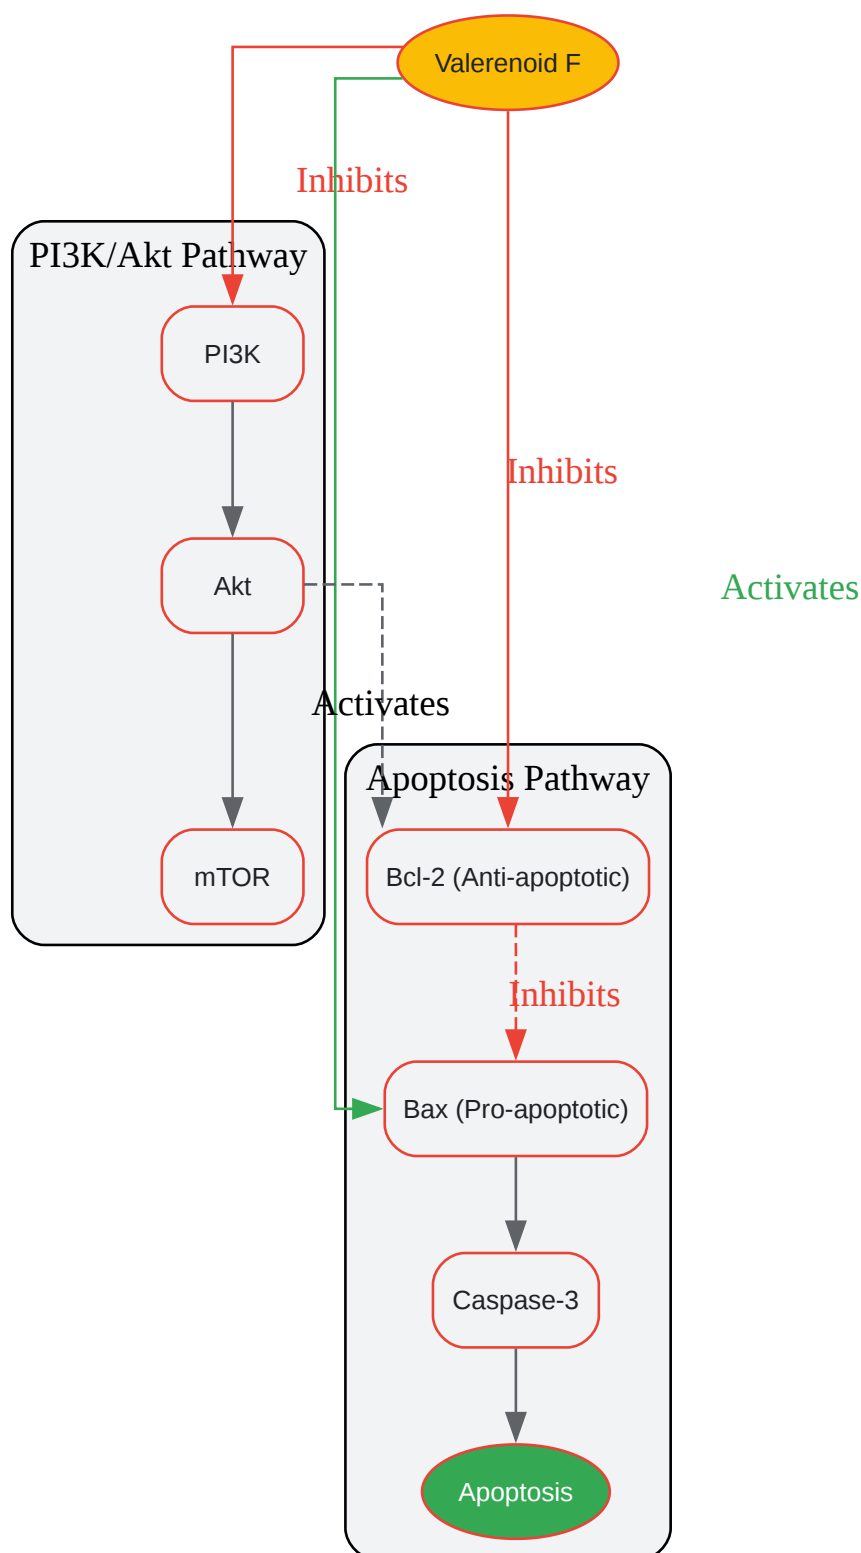 Valerenoid F
Inhibits
PI3K/Akt Pathway
PI3K
Inhibits
Akt
Activates
Activates
Apoptosis Pathway
mTOR
Bcl-2 (Anti-apoptotic)
Inhibits
Bax (Pro-apoptotic)
Caspase-3
Apoptosis